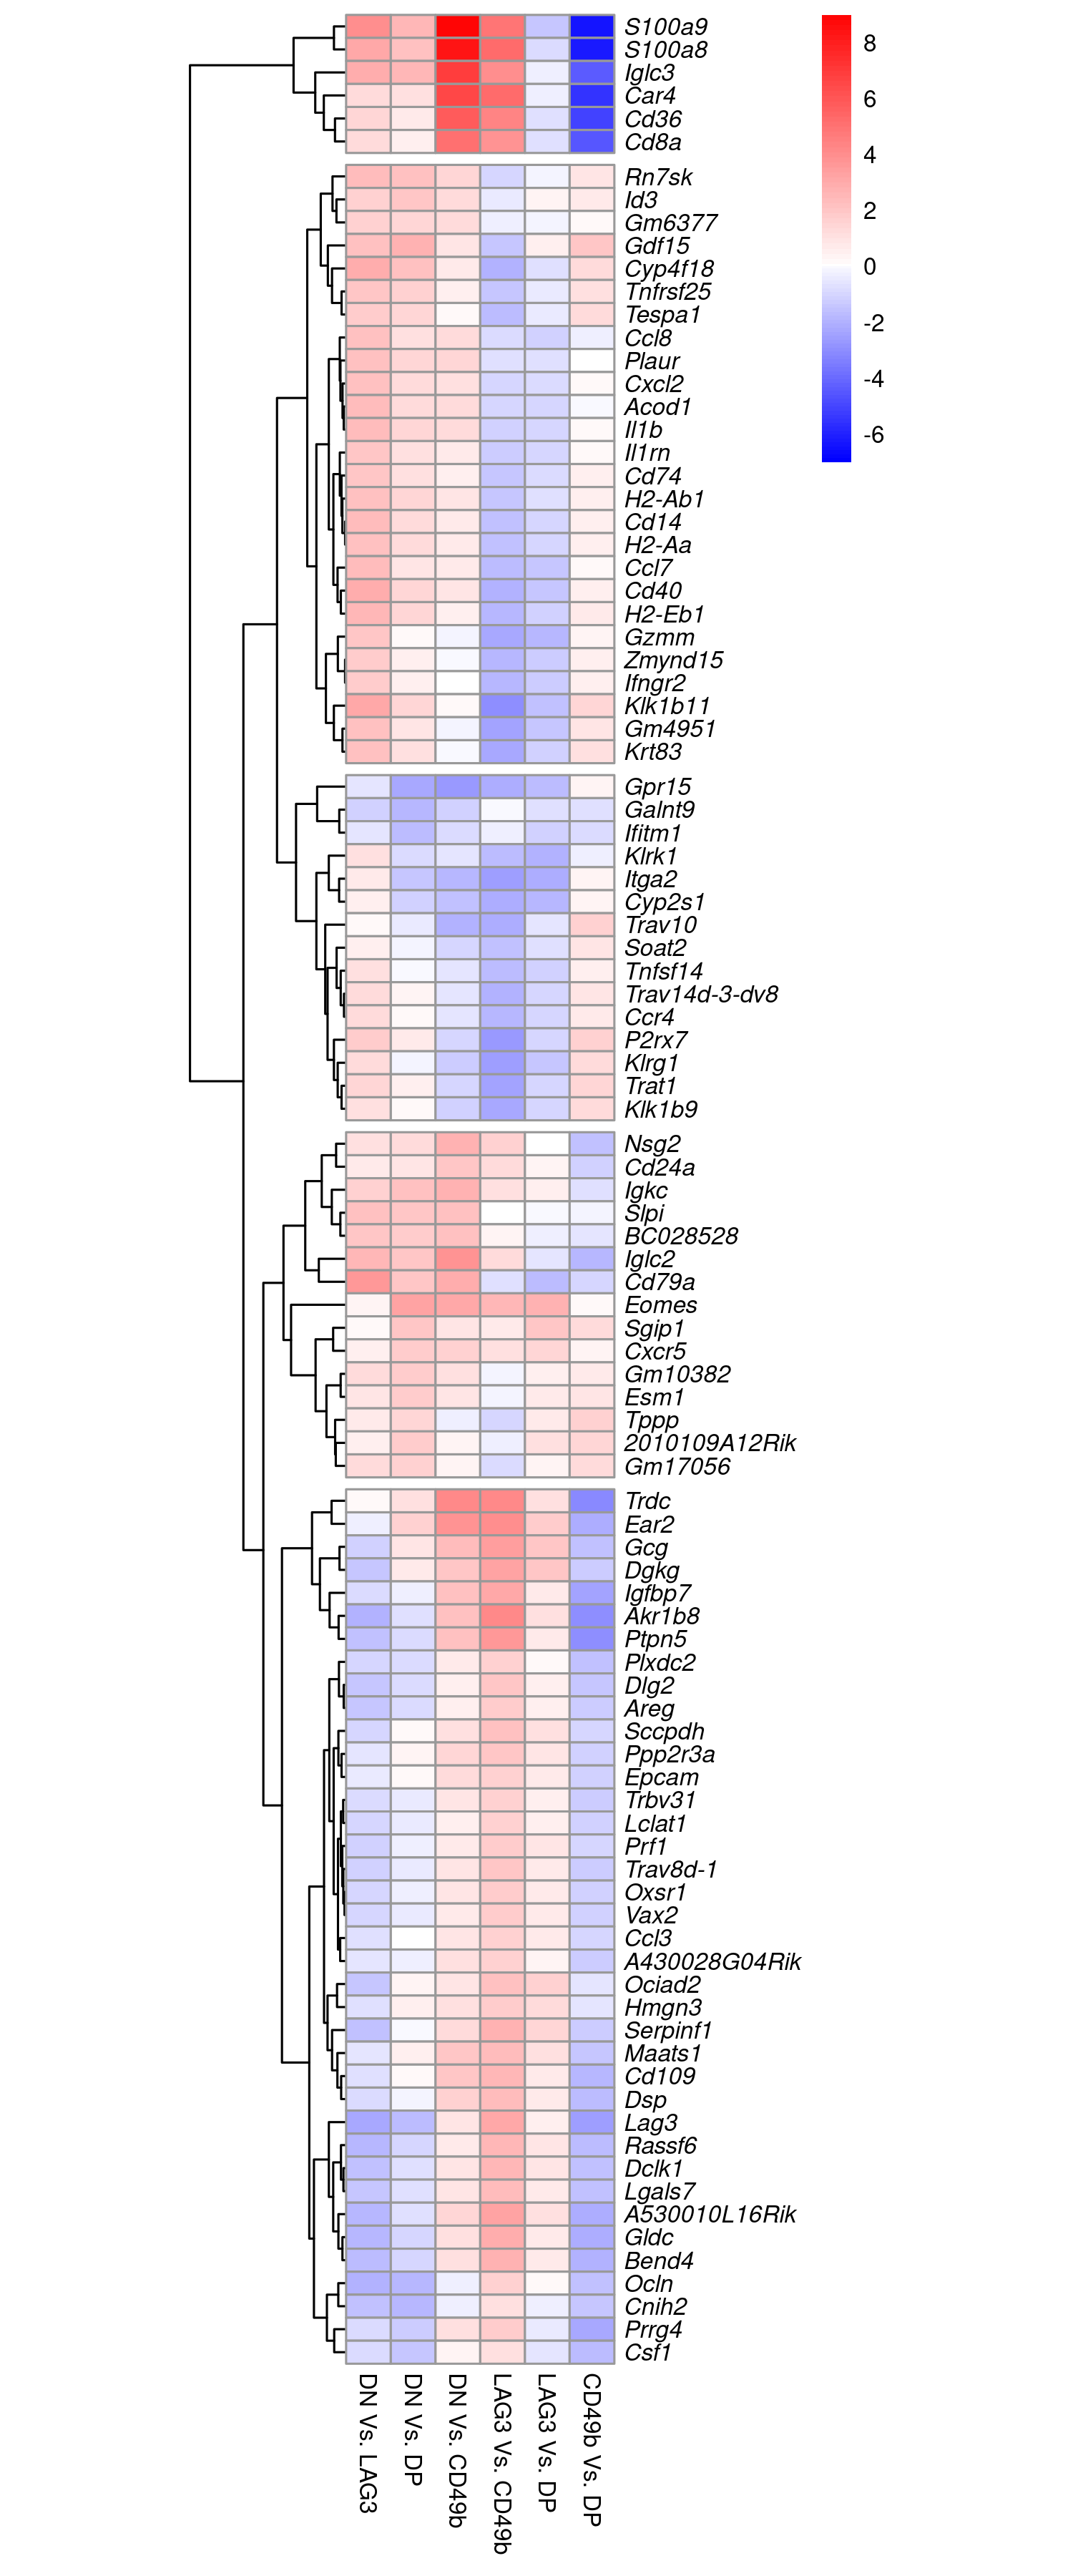 S100a9
S100a8
Iglc3
Car4
Cd36
Cd8a
Rn7sk
Id3
Gm6377
Gdf15
Cyp4f18
Tnfrsf25
Tespa1
Ccl8
Plaur
Cxcl2
Acod1
Il1b
Il1rn
Cd74
H2-Ab1
Cd14
H2-Aa
Ccl7
Cd40
H2-Eb1
Gzmm
Zmynd15
Ifngr2
Klk1b11
Gm4951
Krt83
Gpr15
Galnt9
Ifitm1
Klrk1
Itga2
Cyp2s1
Trav10
Soat2
Tnfsf14
Trav14d-3-dv8
Ccr4
P2rx7
Klrg1
Trat1
Klk1b9
Nsg2
Cd24a
Igkc
Slpi
BC028528
Iglc2
Cd79a
Eomes
Sgip1
Cxcr5
Gm10382
Esm1
Tppp
2010109A12Rik
Gm17056
Trdc
Ear2
Gcg
Dgkg
Igfbp7
Akr1b8
Ptpn5
Plxdc2
Dlg2
Areg
Sccpdh
Ppp2r3a
Epcam
Trbv31
Lclat1
Prf1
Trav8d-1
Oxsr1
Vax2
Ccl3
A430028G04Rik
Ociad2
Hmgn3
Serpinf1
Maats1
Cd109
Dsp
Lag3
Rassf6
Dclk1
Lgals7
A530010L16Rik
Gldc
Bend4
Ocln
Cnih2
Prrg4
Csf1
8
6
4
2
0
-2
-4
-6
DN Vs. LAG3
DN Vs. DP
DN Vs. CD49b
LAG3 Vs. CD49b
LAG3 Vs. DP
CD49b Vs. DP